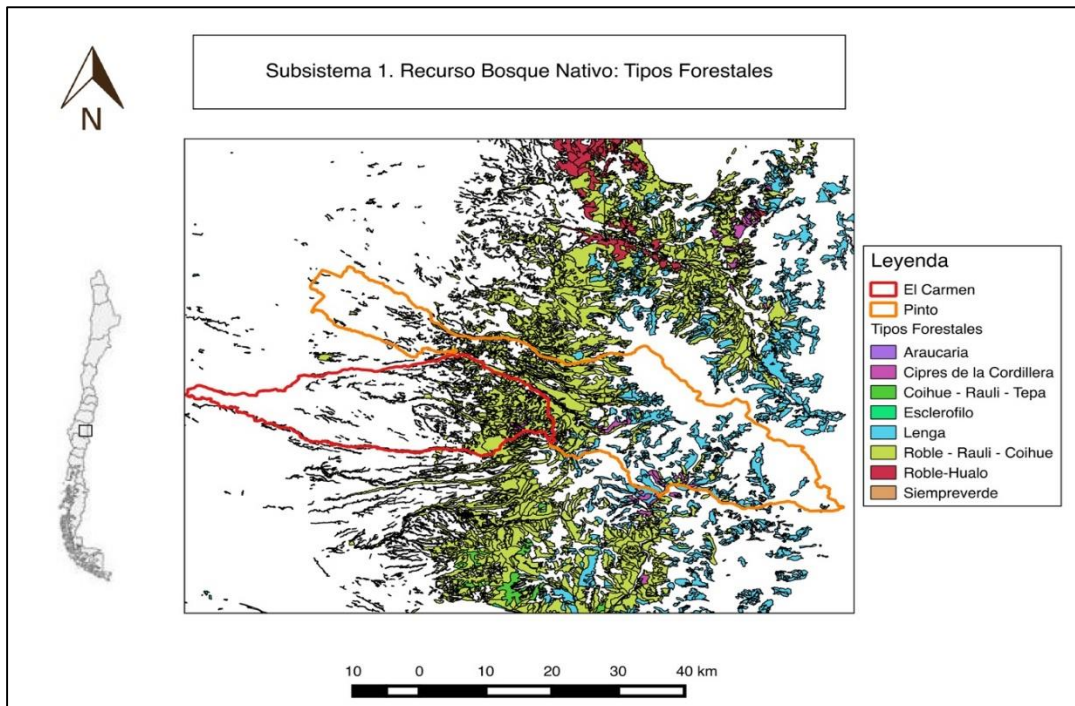 Subsistema 1. Recurso Bosque Nativo: Tipos Forestales
N
Leyenda
El Carmen
Pinto
Tipos Forestales
Araucaria
Cipres de la Cordillera
Coihue - Rauli - Tepa
Esclerofilo
Lenga
Roble - Rauli - Coihue
Roble-Hualo
Siempreverde
10 0 10 20 30 40 km